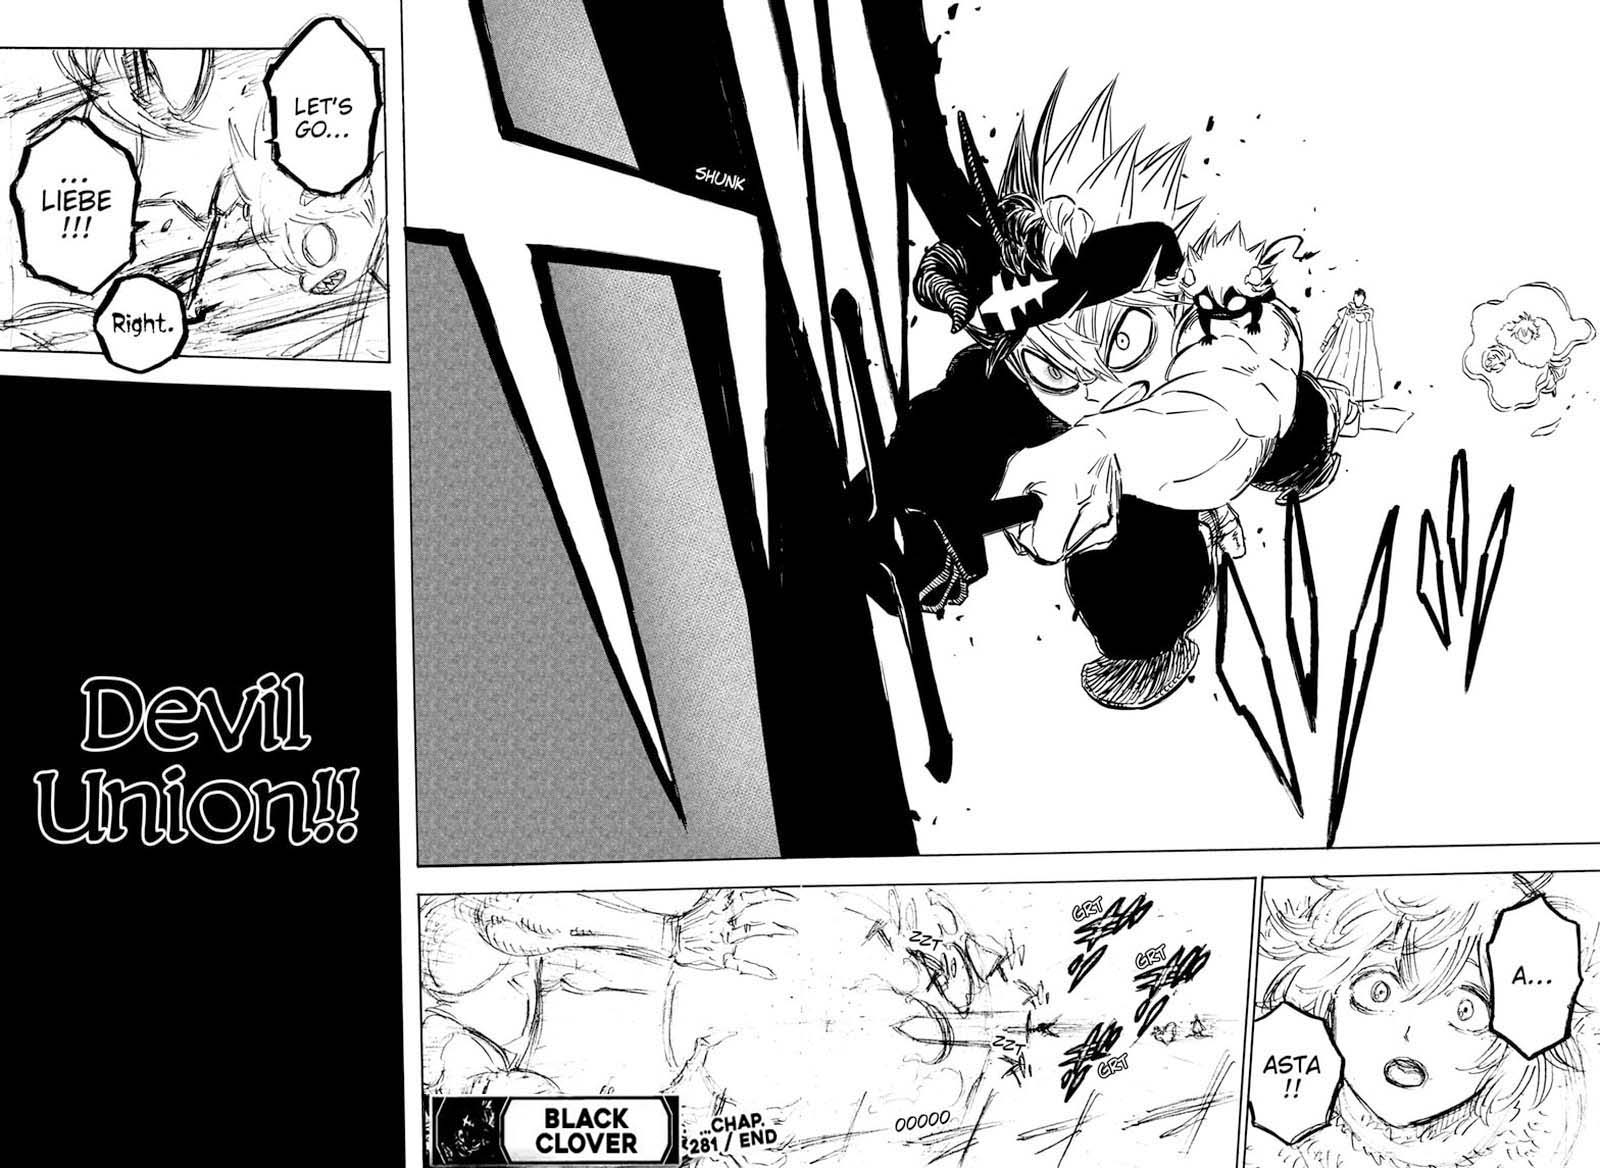 SHUNK
A...
ASTA
!!
GRT
GRT
GRT
ZZT
ZZT
OOOOO
LET'S
GO...
...
LIEBE
!!!
Right.
Devil
Union!!
BLACK
CLOVER
...CHAP.
281 / END